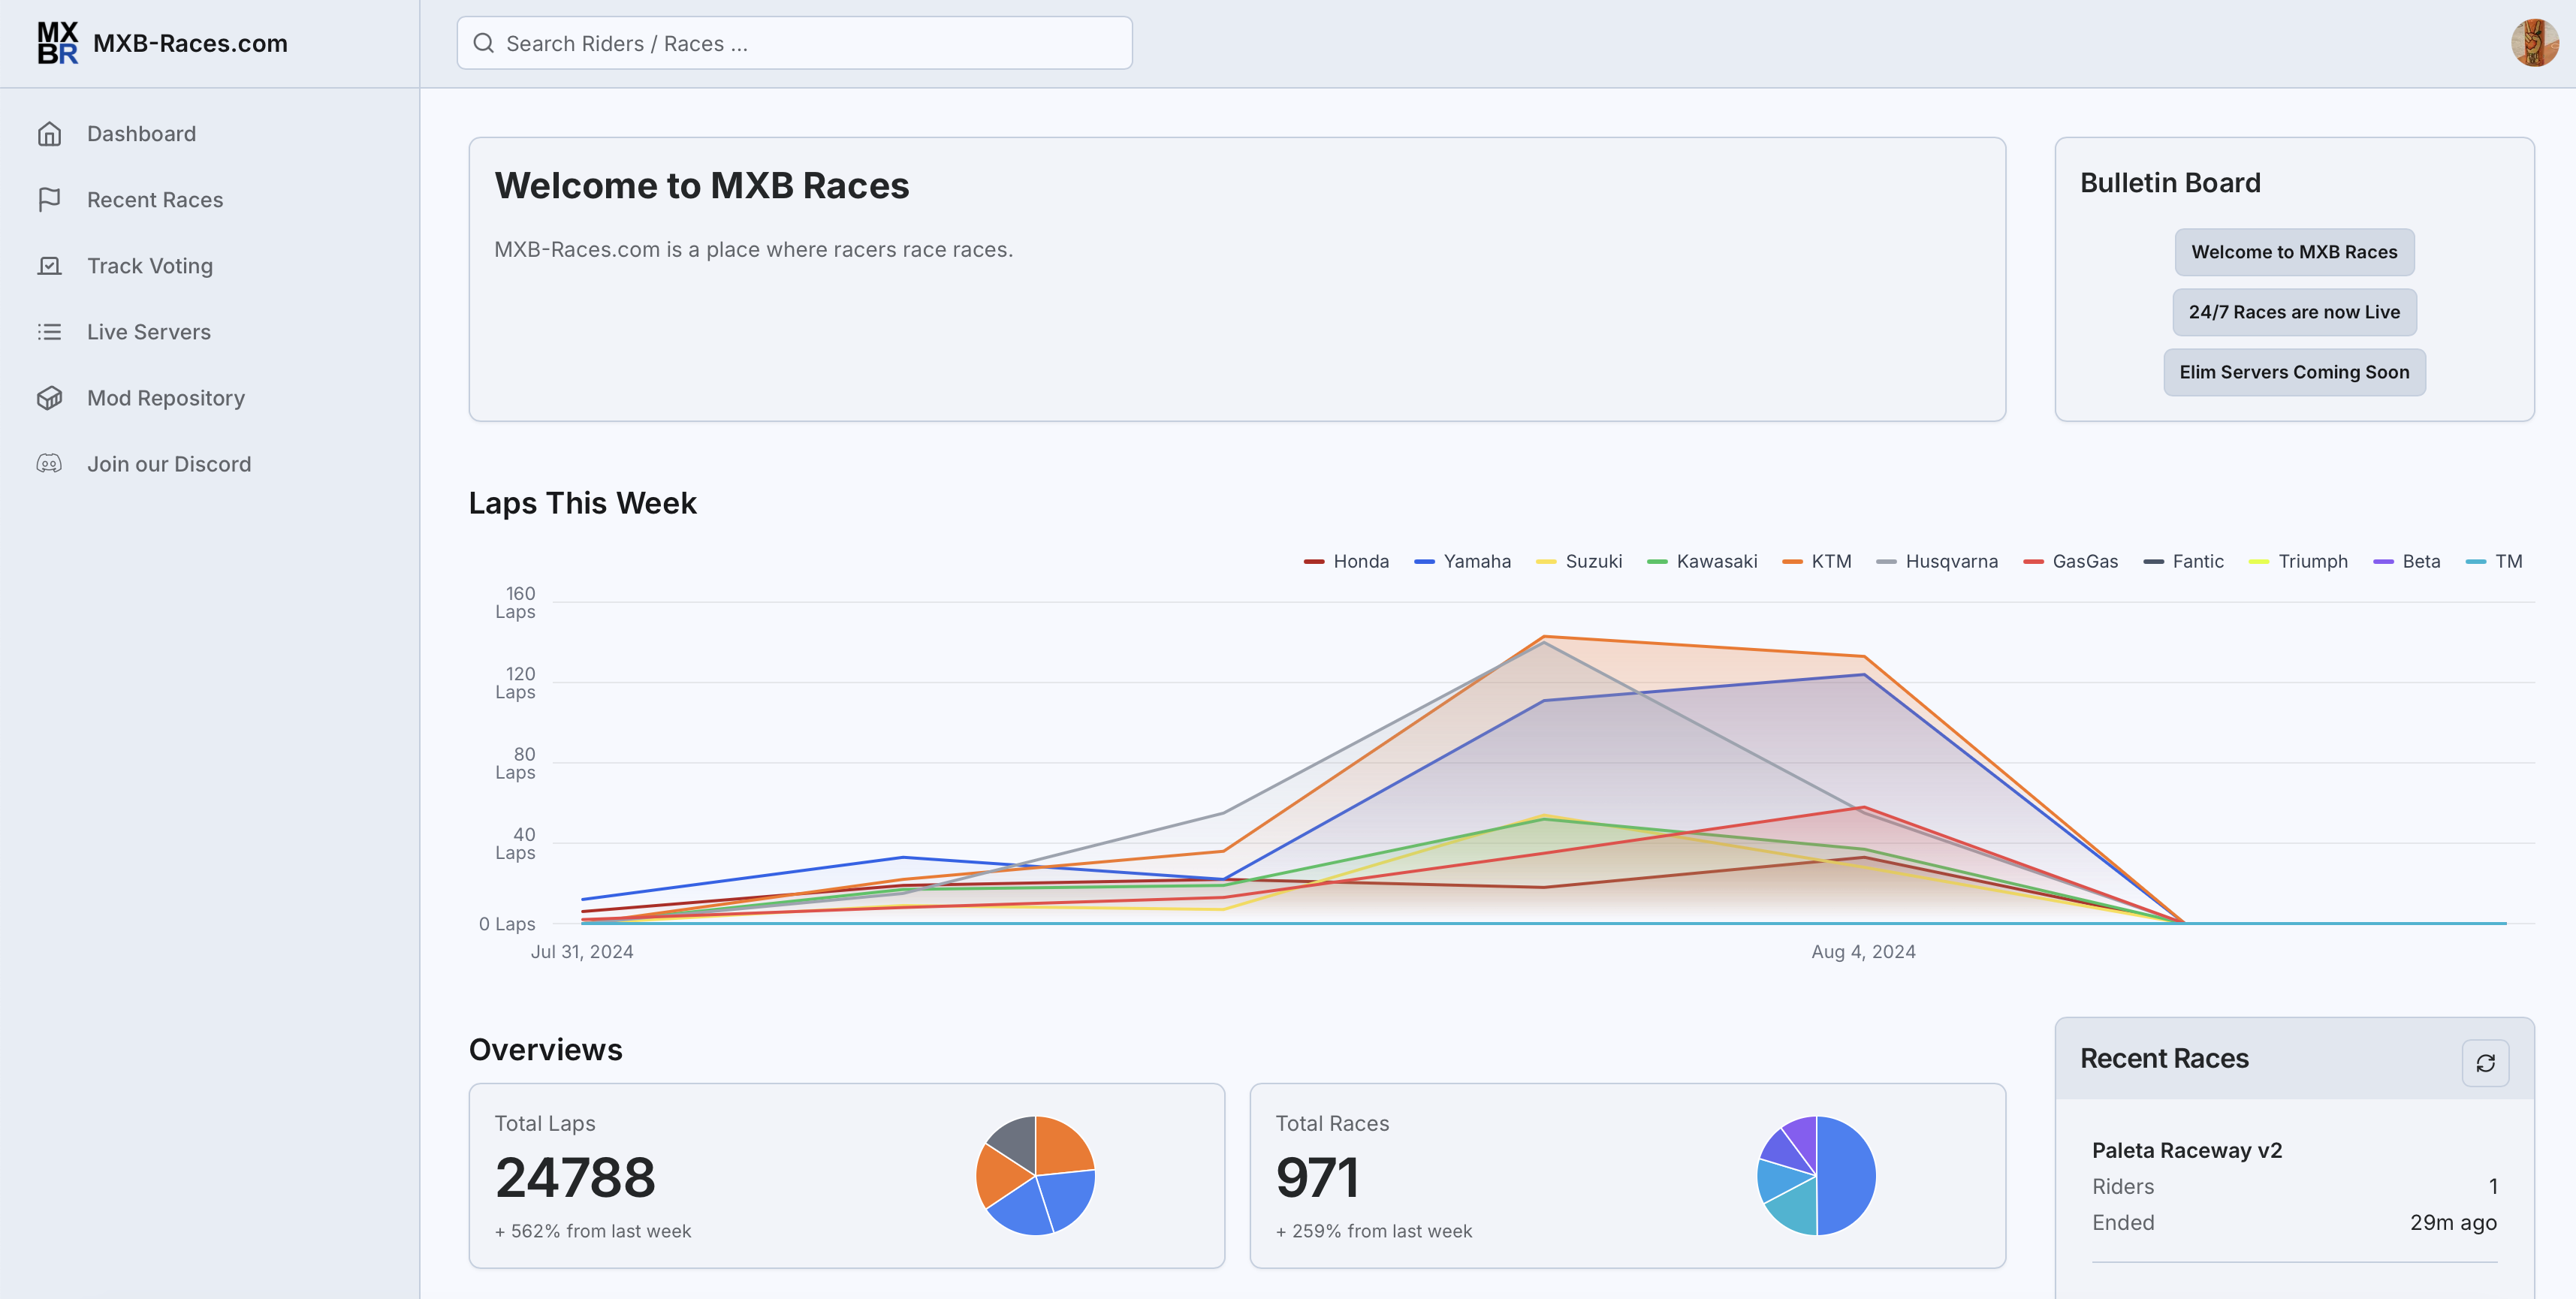 MX
BR
MXB-Races.com
Search Riders / Races ...
Dashboard
Recent Races
Track Voting
Live Servers
Mod Repository
Join our Discord
Welcome to MXB Races
MXB-Races.com is a place where racers race races.
Bulletin Board
Welcome to MXB Races
24/7 Races are now Live
Elim Servers Coming Soon
Laps This Week
Honda Yamaha Suzuki Kawasaki KTM Husqvarna GasGas Fantic Triumph Beta TM
160
Laps
120
Laps
80
Laps
40
Laps
0 Laps
Jul 31, 2024 Aug 4, 2024
Overviews
Total Laps
24788
+ 562% from last week
Total Races
971
+ 259% from last week
Recent Races
Paleta Raceway v2
Riders 1
Ended 29m ago